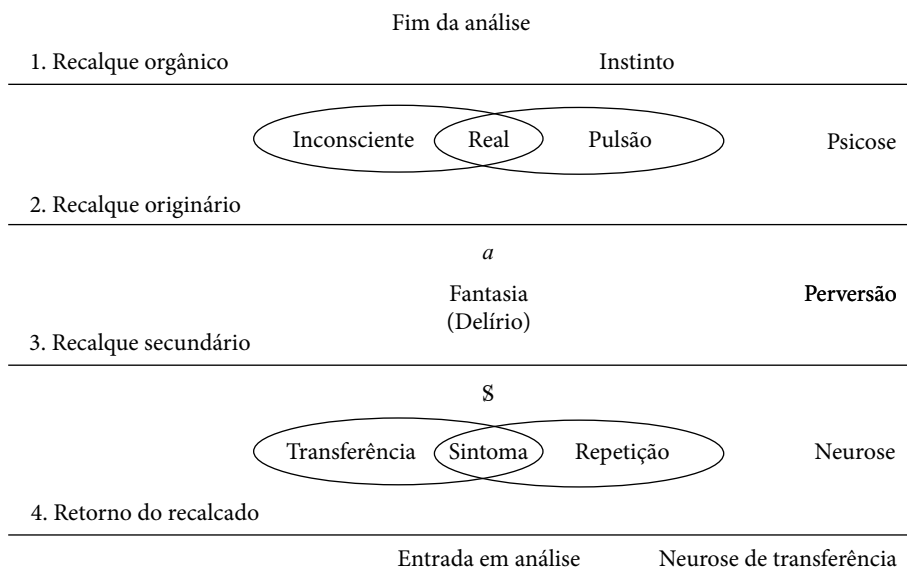 Fim da análise
1. Recalque orgânico Instinto
Inconsciente Real Pulsão Psicose
2. Recalque originário
a
Fantasia Perversão
(Delírio)
3. Recalque secundário
$
Transferência Sintoma Repetição Neurose
4. Retorno do recalcado
Entrada em análise Neurose de transferência